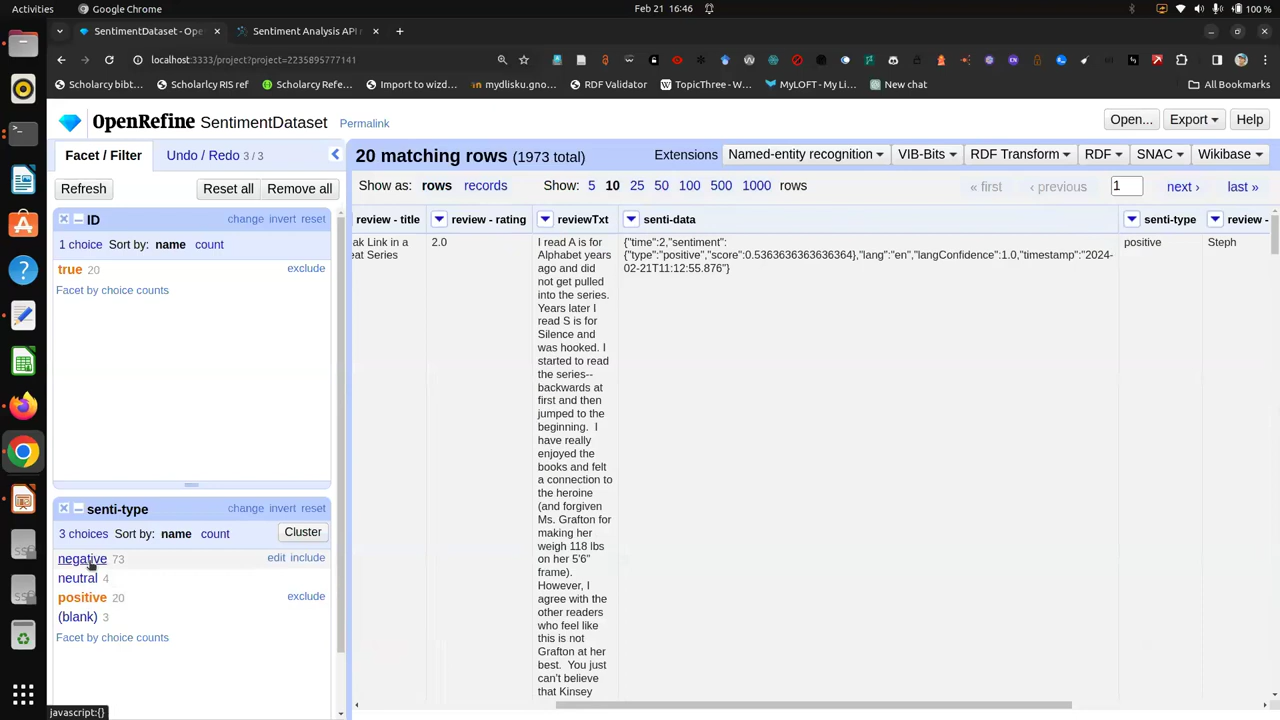 Activities
Google Chrome
Feb 21 16:46
100 %
SentimentDataset - Ope
Sentiment Analysis API
localhost:3333/project?project=2235895777141
Scholarcy bibt...
Scholarlcy RIS ref
Scholarcy Refe...
Import to wizd...
mydlisku.gno...
RDF Validator
TopicThree - W...
MyLOFT - My Li...
New chat
All Bookmarks
OpenRefine SentimentDataset Permalink
Open... Export Help
Facet / Filter Undo / Redo 3 / 3
20 matching rows (1973 total)
Extensions Named-entity recognition VIB-Bits RDF Transform RDF SNAC Wikibase
Refresh Reset all Remove all
Show as: rows records Show: 5 10 25 50 100 500 1000 rows
« first ‹ previous 1 next › last »
ID change invert reset
1 choice Sort by: name count
true 20 exclude
Facet by choice counts
senti-type change invert reset
3 choices Sort by: name count Cluster
negative 73 edit include
neutral 4
positive 20 exclude
(blank) 3
Facet by choice counts
javascript:{}
review - title review - rating reviewTxt senti-data senti-type review -
ak Link in a
at Series
2.0
I read A is for
Alphabet years
ago and did
not get pulled
into the series.
Years later I
read S is for
Silence and
was hooked. I
started to read
the series--
backwards at
first and then
jumped to the
beginning. I
have really
enjoyed the
books and felt
a connection to
the heroine
(and forgiven
Ms. Grafton for
making her
weigh 118 lbs
on her 5'6"
frame).
However, I
agree with the
other readers
who feel like
this is not
Grafton at her
best. You just
can't believe
that Kinsey
{"time":2,"sentiment":
{"type":"positive","score":0.5363636363636364},"lang":"en","langConfidence":1.0,"timestamp":"2024-
02-21T11:12:55.876"}
positive
Steph